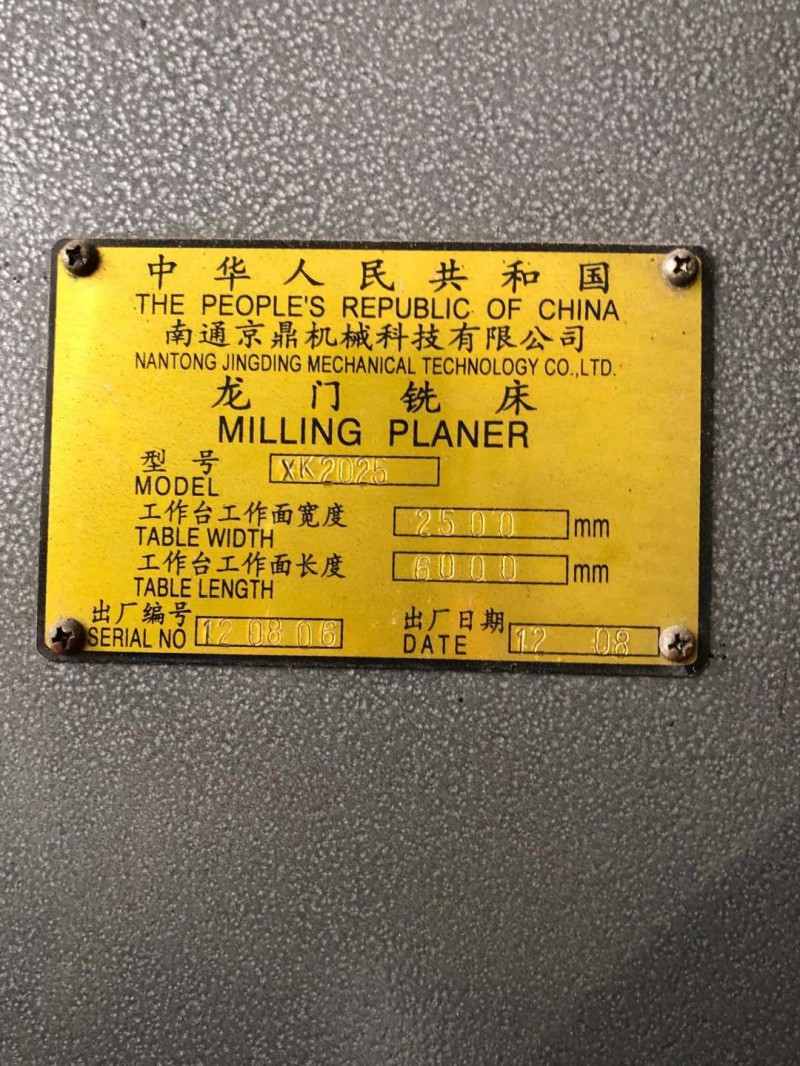 中华人民共和国
THE PEOPLE'S REPUBLIC OF CHINA
南通京鼎机械科技有限公司
NANTONG JINGDING MECHANICAL TECHNOLOGY CO.,LTD.
龙门铣床
MILLING PLANER
型号 XK2025
MODEL
工作台工作面宽度 2500 mm
TABLE WIDTH
工作台工作面长度 6000 mm
TABLE LENGTH
出厂编号 12 08 06 出厂日期 12 08
SERIAL NO DATE